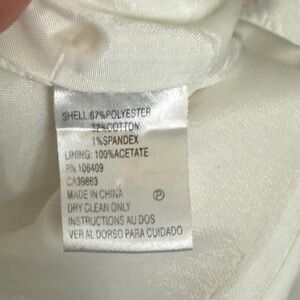 SHELL: 67%POLYESTER
32%COTTON
1%SPANDEX
LINING: 100%ACETATE
RN 106409
CA39863
MADE IN CHINA Ⓟ
DRY CLEAN ONLY
INSTRUCTIONS AU DOS
VER AL DORSO PARA CUIDADO